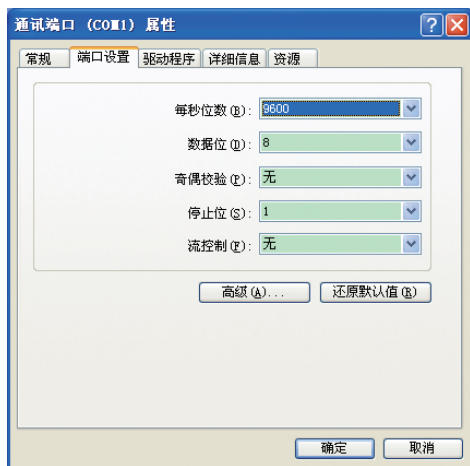 通讯端口 (COM1) 属性
常规 端口设置 驱动程序 详细信息 资源
每秒位数(B): 9600
数据位(D): 8
奇偶校验(P): 无
停止位(S): 1
流控制(F): 无
高级(A)... 还原默认值(R)
确定 取消